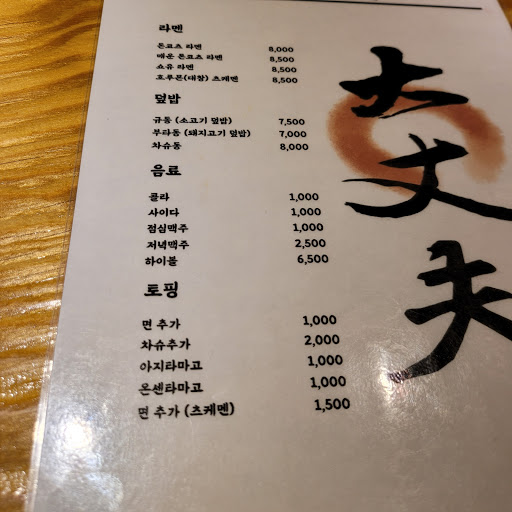 라멘
돈코츠 라멘 8,000
매운 돈코츠 라멘 8,500
쇼유 라멘 8,500
호루몬(대창) 츠케멘 8,500
덮밥
규동 (소고기 덮밥) 7,500
부타동 (돼지고기 덮밥) 7,000
차슈동 8,000
음료
콜라 1,000
사이다 1,000
점심맥주 1,000
저녁맥주 2,500
하이볼 6,500
토핑
면 추가 1,000
차슈추가 2,000
아지타마고 1,000
온센타마고 1,000
면 추가 (츠케멘) 1,500
大丈夫